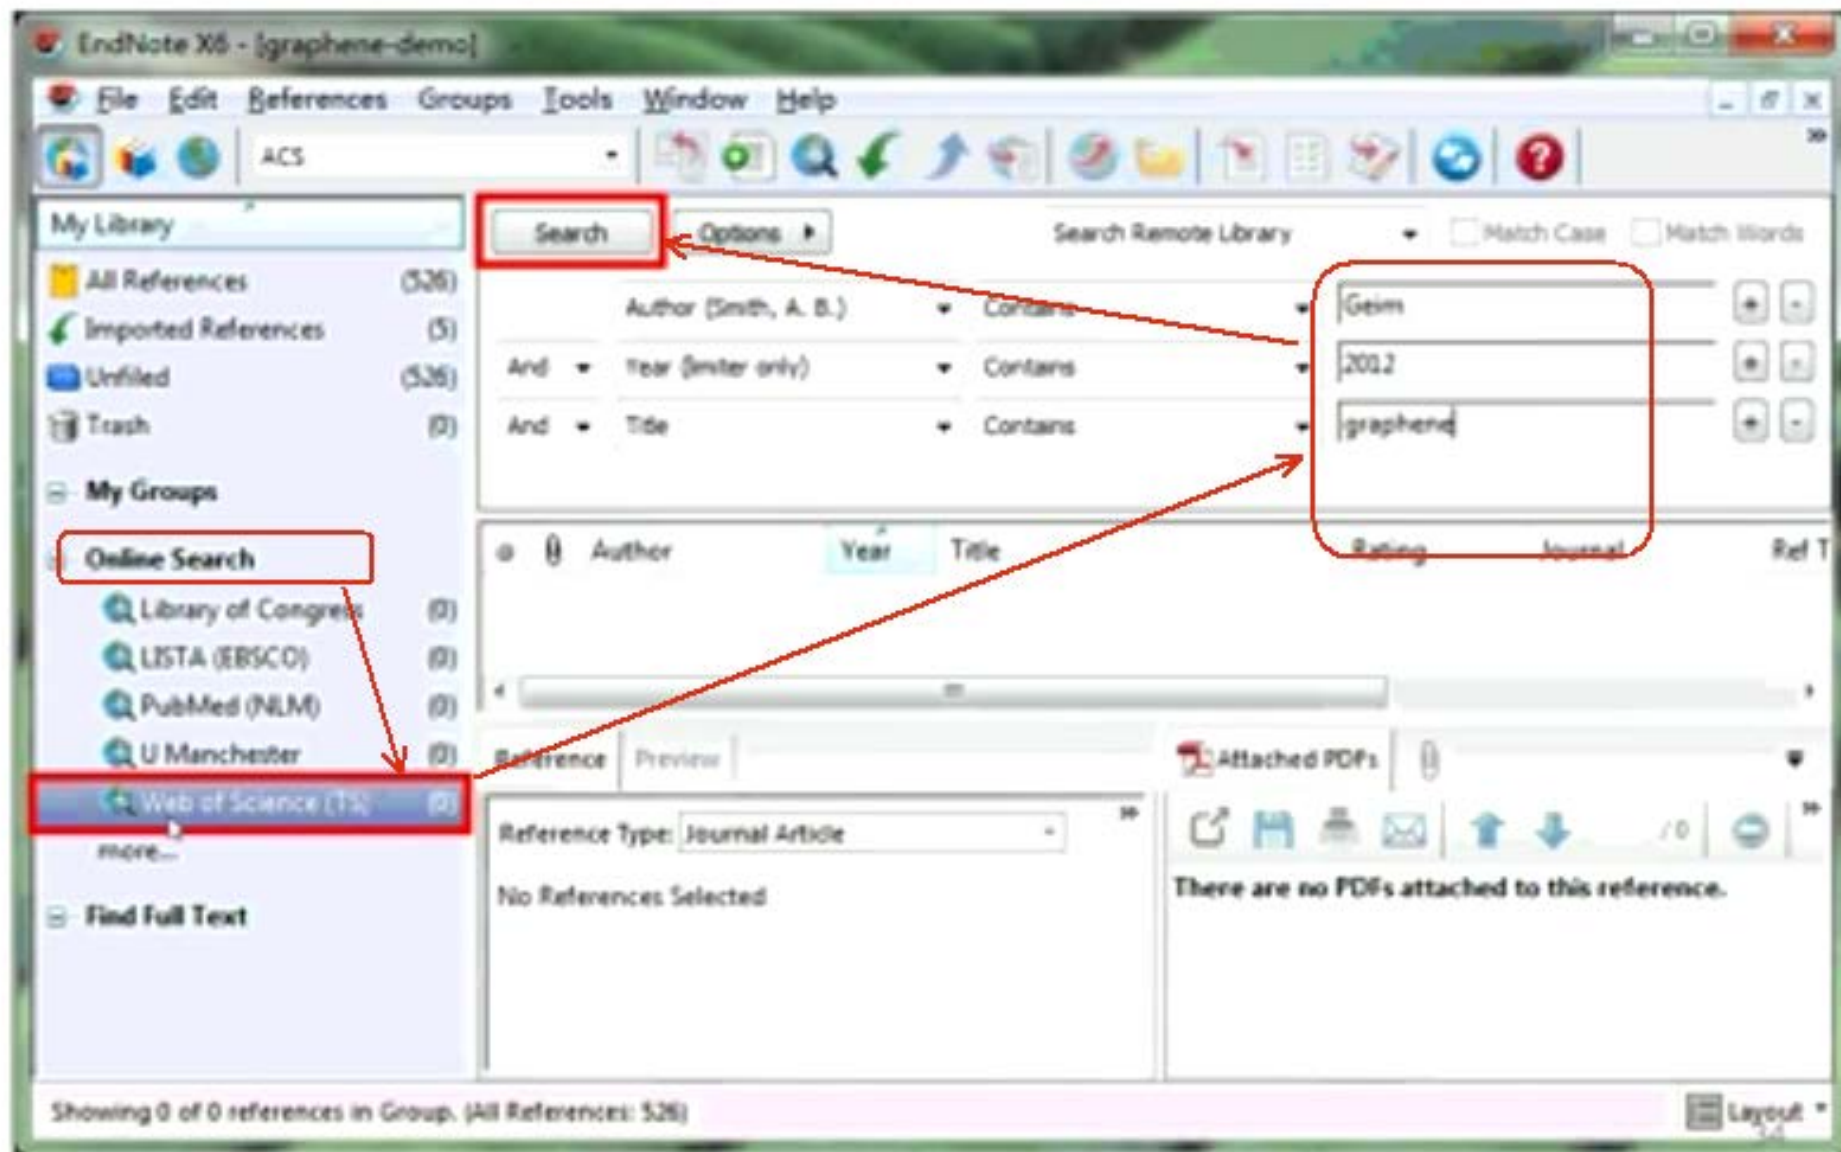 EndNote X6 - [graphene-demo]
File Edit References Groups Tools Window Help
ACS
My Library
Search Options Search Remote Library Match Case Match Words
All References (526)
Imported References (5)
Unfiled (526)
Trash (0)
Author (Smith, A. B.) Contains Geim + -
And Year (limiter only) Contains 2012 + -
And Title Contains graphene + -
My Groups
Online Search
Library of Congress (0)
LISTA (EBSCO) (0)
PubMed (NLM) (0)
U Manchester (0)
Web of Science (TS) (0)
more...
Find Full Text
Author Year Title Rating Journal Ref T
Reference Preview
Attached PDFs
Reference Type: Journal Article
/ 0
No References Selected
There are no PDFs attached to this reference.
Showing 0 of 0 references in Group. (All References: 526)
Layout